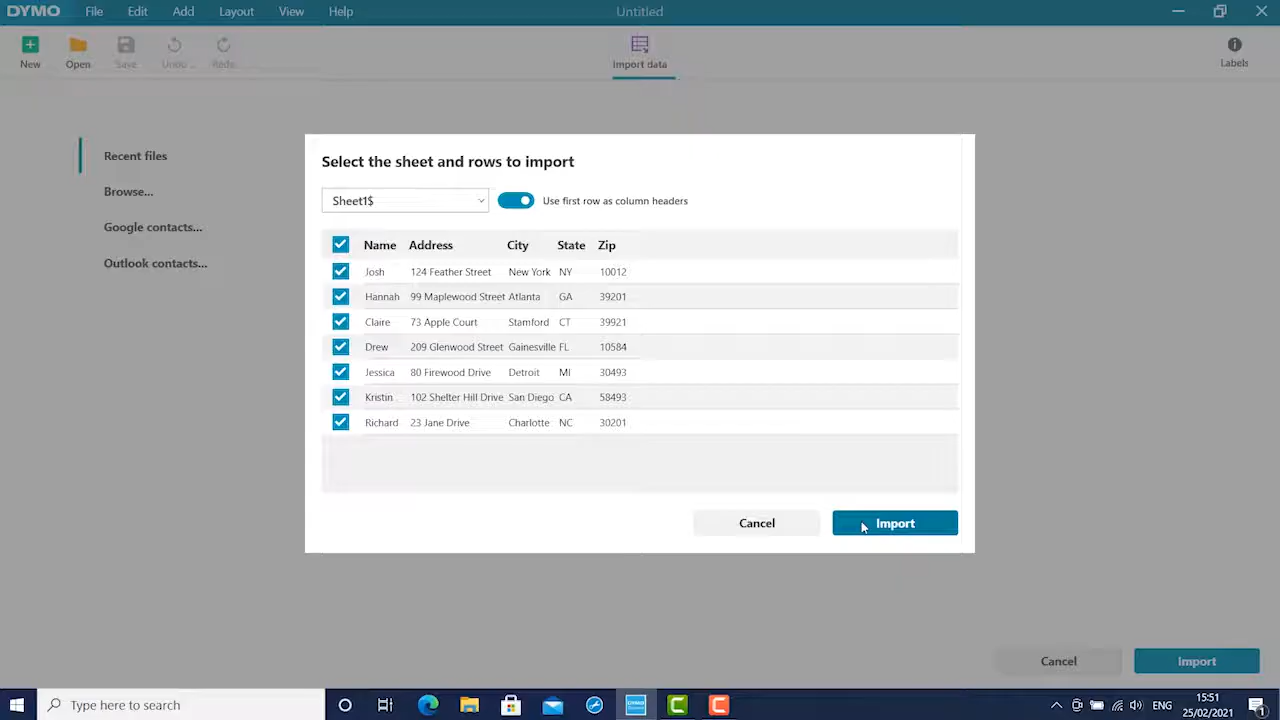 DYMO File Edit Add Layout View Help Untitled
New Open Save Undo Redo Import data Labels
Recent files
Browse...
Google contacts...
Outlook contacts...
Select the sheet and rows to import
Sheet1$ Use first row as column headers
Name Address City State Zip
Josh 124 Feather Street New York NY 10012
Hannah 99 Maplewood Street Atlanta GA 39201
Claire 73 Apple Court Stamford CT 39921
Drew 209 Glenwood Street Gainesville FL 10584
Jessica 80 Firewood Drive Detroit MI 30493
Kristin 102 Shelter Hill Drive San Diego CA 58493
Richard 23 Jane Drive Charlotte NC 30201
Cancel Import
Cancel Import
Type here to search
ENG
15:51
25/02/2021